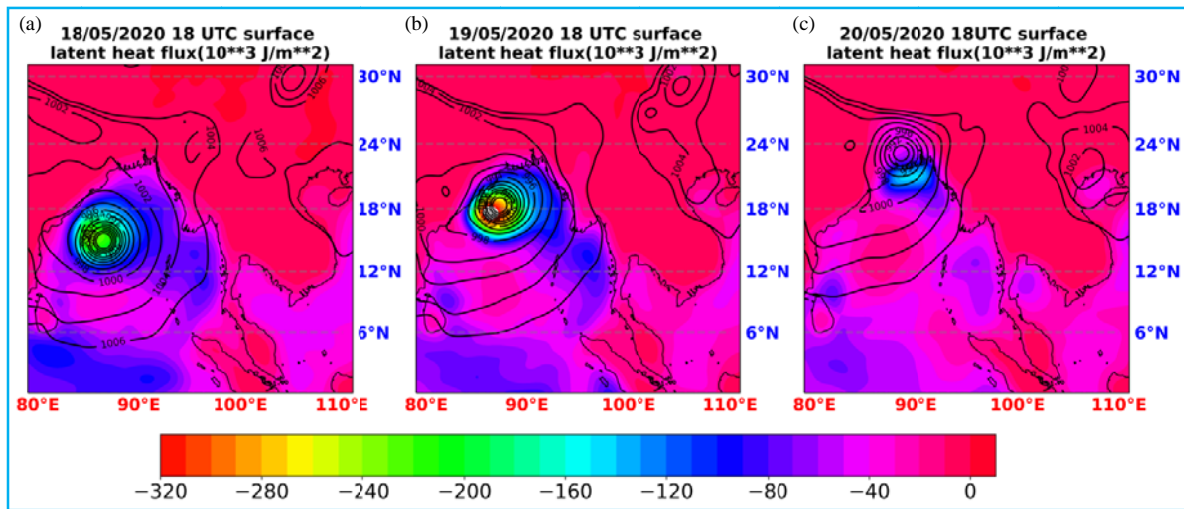 (a)
18/05/2020 18 UTC surface
latent heat flux(10**3 J/m**2)
(b)
19/05/2020 18 UTC surface
latent heat flux(10**3 J/m**2)
(c)
20/05/2020 18UTC surface
latent heat flux(10**3 J/m**2)
1002
1006
1004
1006
1002
1000
1006
30°N
24°N
18°N
12°N
6°N
80°E 90°E 100°E 110°E
1004
1002
1004
1000
30°N
24°N
18°N
12°N
6°N
80°E 90°E 100°E 110°E
996
1004
1002
1000
30°N
24°N
18°N
12°N
6°N
80°E 90°E 100°E 110°E
−320 −280 −240 −200 −160 −120 −80 −40 0